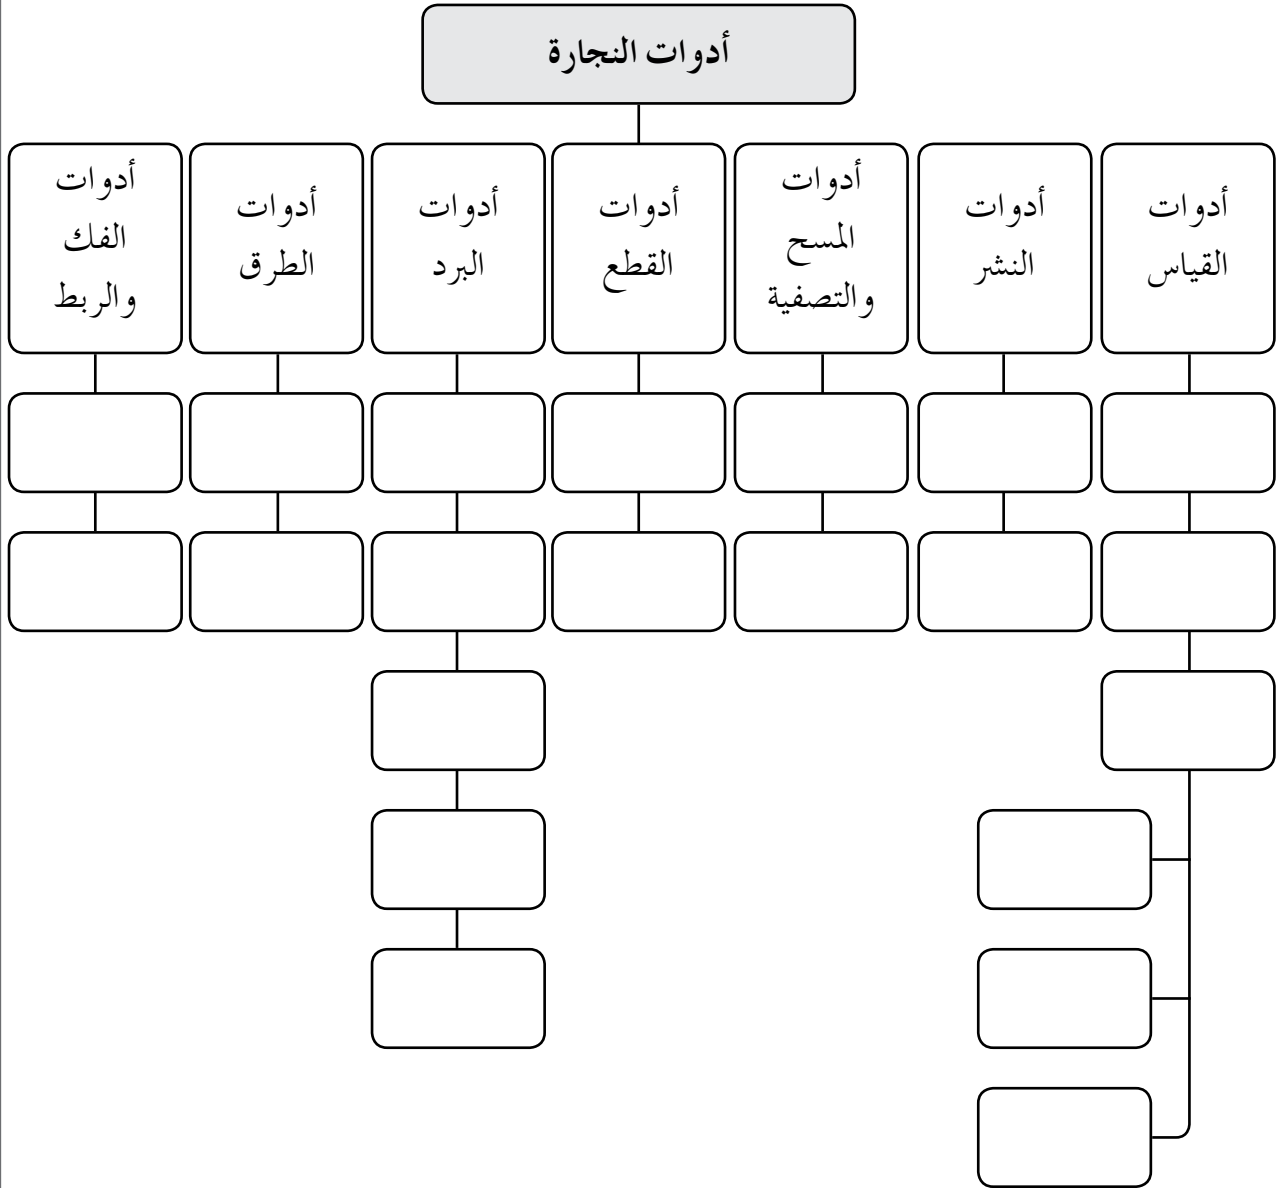 أدوات النجارة
أدوات
القياس
أدوات
النشر
أدوات
المسح
والتصفية
أدوات
القطع
أدوات
البرد
أدوات
الطرق
أدوات
الفك
والربط